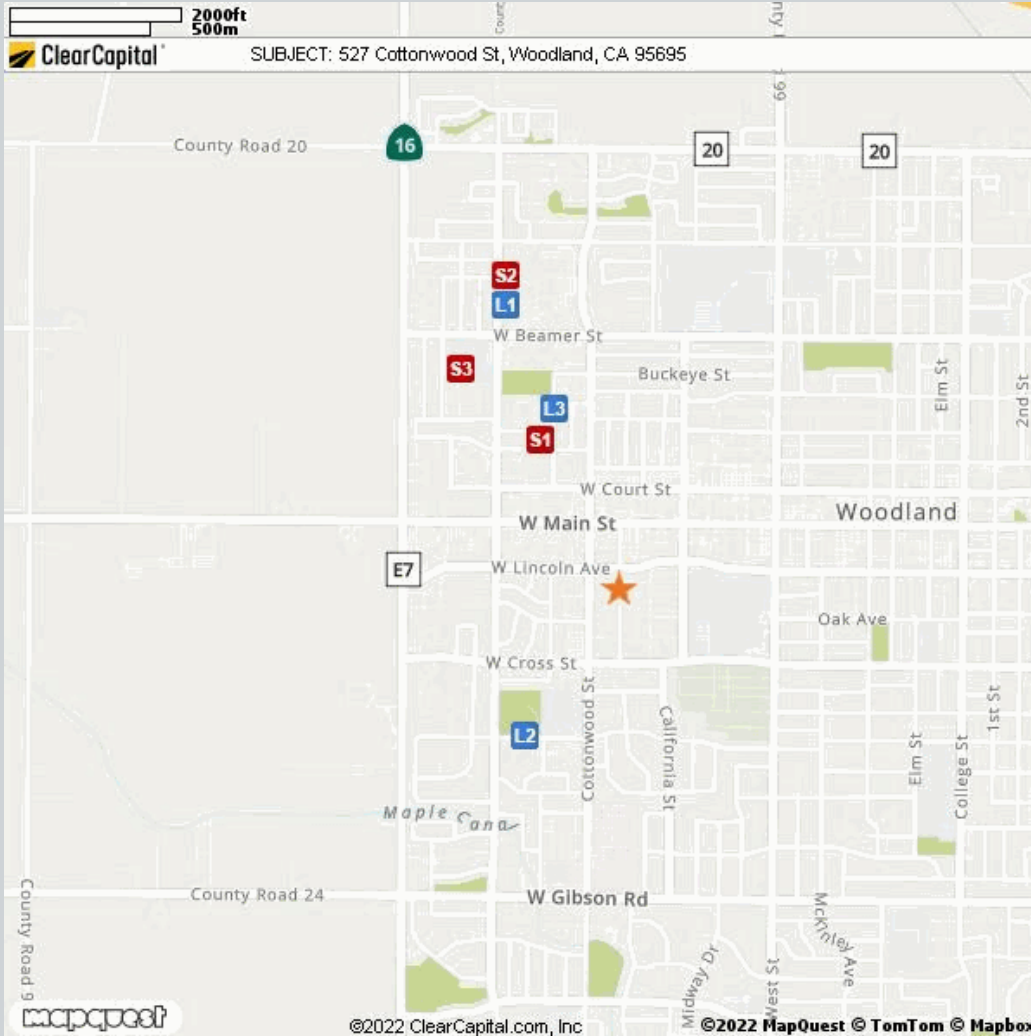 2000ft
500m
ClearCapital
SUBJECT: 527 Cottonwood St, Woodland, CA 95695
99
County Road 20
16
20
20
S2
L1
W Beamer St
S3
Buckeye St
Elm St
2nd St
L3
S1
W Court St
W Main St
Woodland
E7
W Lincoln Ave
Oak Ave
W Cross St
Cottonwood St
California St
1st St
L2
Elm St
College St
Maple Cana
County Road 24
W Gibson Rd
County Road 9
McKinley Ave
Midway Dr
West St
mapquest
©2022 ClearCapital.com, Inc
©2022 MapQuest © TomTom © Mapbo